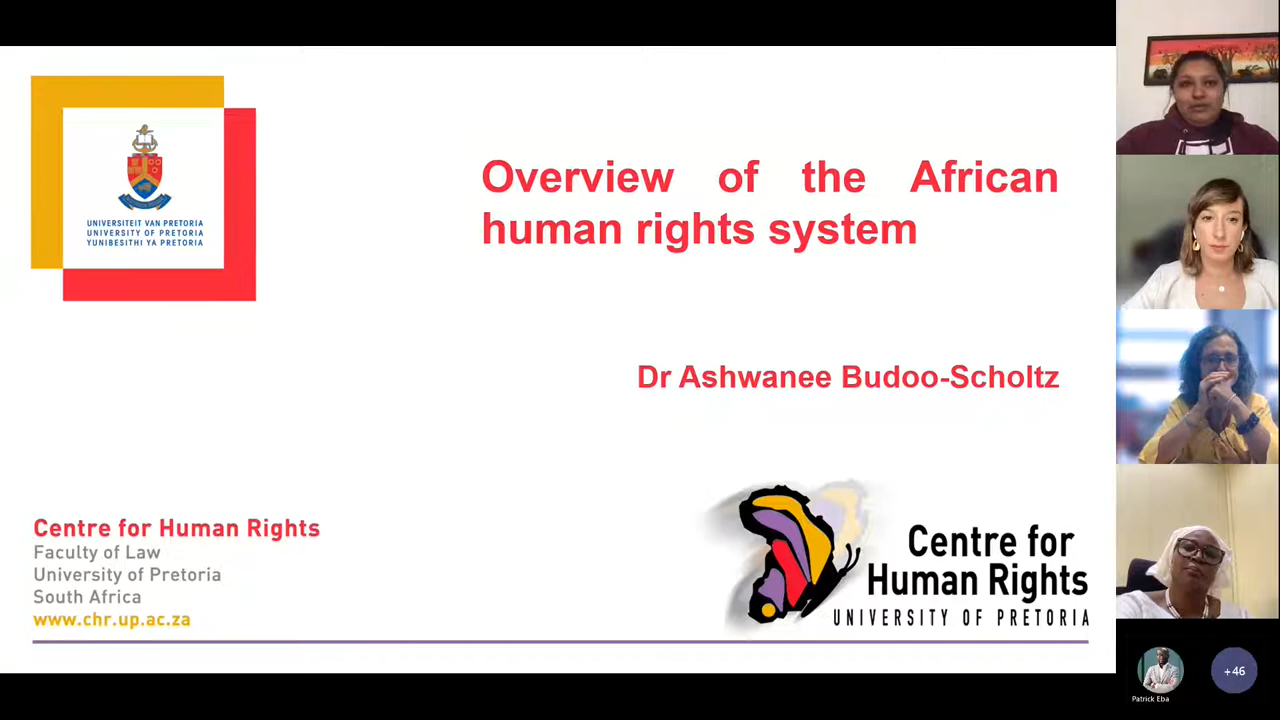 UNIVERSITEIT VAN PRETORIA
UNIVERSITY OF PRETORIA
YUNIBESITHI YA PRETORIA
Overview of the African
human rights system
Dr Ashwanee Budoo-Scholtz
Centre for Human Rights
Faculty of Law
University of Pretoria
South Africa
www.chr.up.ac.za
Centre for
Human Rights
UNIVERSITY OF PRETORIA
Patrick Eba
+46